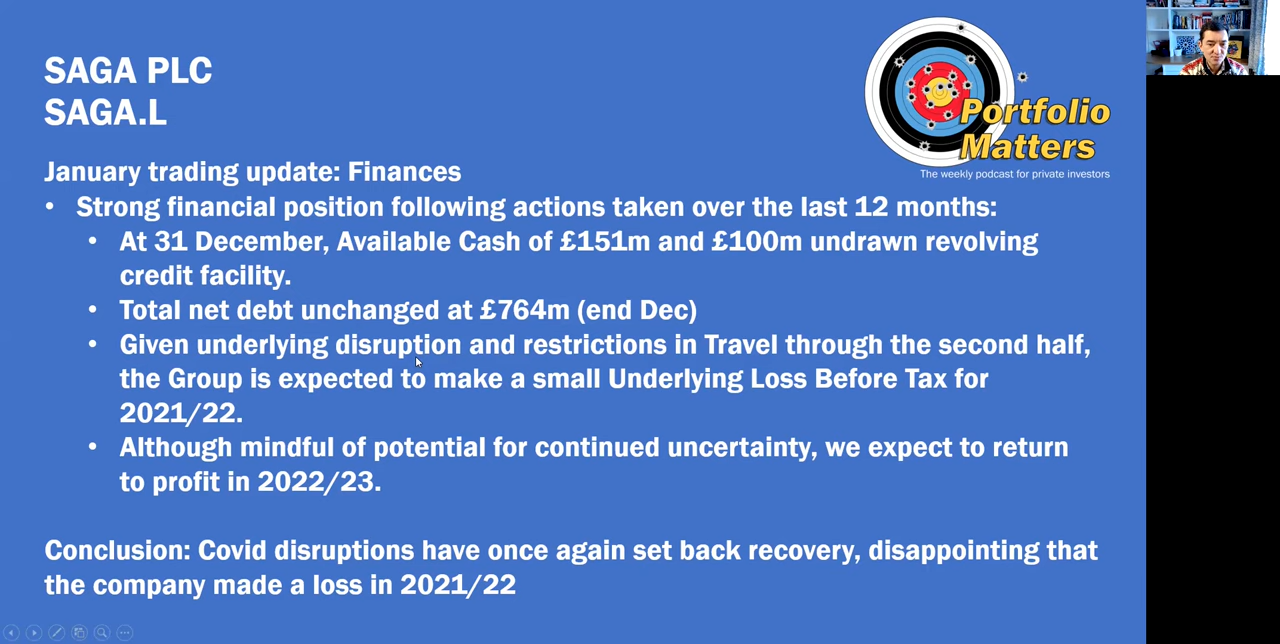 SAGA PLC
SAGA.L
Portfolio
Matters
The weekly podcast for private investors
January trading update: Finances
• Strong financial position following actions taken over the last 12 months:
• At 31 December, Available Cash of £151m and £100m undrawn revolving
credit facility.
• Total net debt unchanged at £764m (end Dec)
• Given underlying disruption and restrictions in Travel through the second half,
the Group is expected to make a small Underlying Loss Before Tax for
2021/22.
• Although mindful of potential for continued uncertainty, we expect to return
to profit in 2022/23.
Conclusion: Covid disruptions have once again set back recovery, disappointing that
the company made a loss in 2021/22